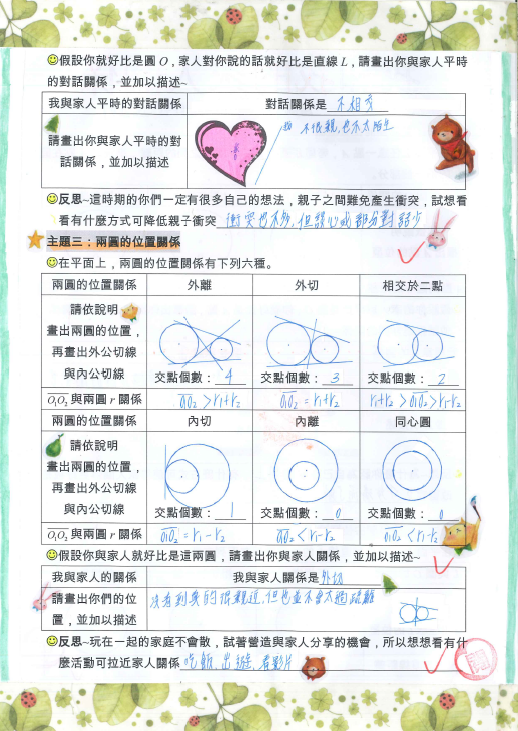 假設你就好比是圓 O，家人對你說的話就好比是直線 L，請畫出你與家人平時
的對話關係，並加以描述~
我與家人平時的對話關係 對話關係是 不相交
請畫出你與家人平時的對
話關係，並加以描述
不很親,也不太陌生
反思~這時期的你們一定有很多自己的想法，親子之間難免產生衝突，試想看
看有什麼方式可降低親子衝突 衝突也不多,但談心或部分對話少
主題三：兩圓的位置關係
在平面上，兩圓的位置關係有下列六種。
兩圓的位置關係 外離 外切 相交於二點
請依說明
畫出兩圓的位置，
再畫出外公切線
與內公切線
交點個數：4 交點個數：3 交點個數：2
O₁O₂ 與兩圓 r 關係 O₁O₂ > r₁+r₂ O₁O₂ = r₁+r₂ r₁+r₂ > O₁O₂ > r₁-r₂
兩圓的位置關係 內切 內離 同心圓
請依說明
畫出兩圓的位置，
再畫出外公切線
與內公切線
交點個數：1 交點個數：0 交點個數：0
O₁O₂ 與兩圓 r 關係 O₁O₂ = r₁-r₂ O₁O₂ < r₁-r₂ O₁O₂ < r₁-r₂
假設你與家人就好比是這兩圓，請畫出你與家人關係，並加以描述~
我與家人的關係 我與家人關係是 外切
請畫出你們的位
置，並加以描述
沒有到真的很親近,但也並不會太過疏離
反思~玩在一起的家庭不會散，試著營造與家人分享的機會，所以想想看有什
麼活動可拉近家人關係 吃飯、出遊、看影片